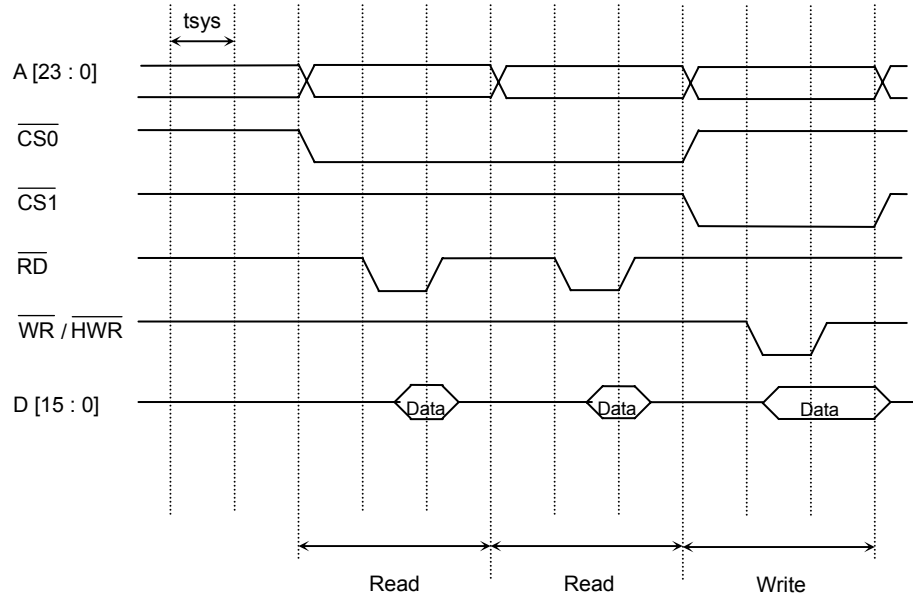 tsys
A [23 : 0]
CS0
CS1
RD
WR / HWR
D [15 : 0]
Data Data Data
Read Read Write